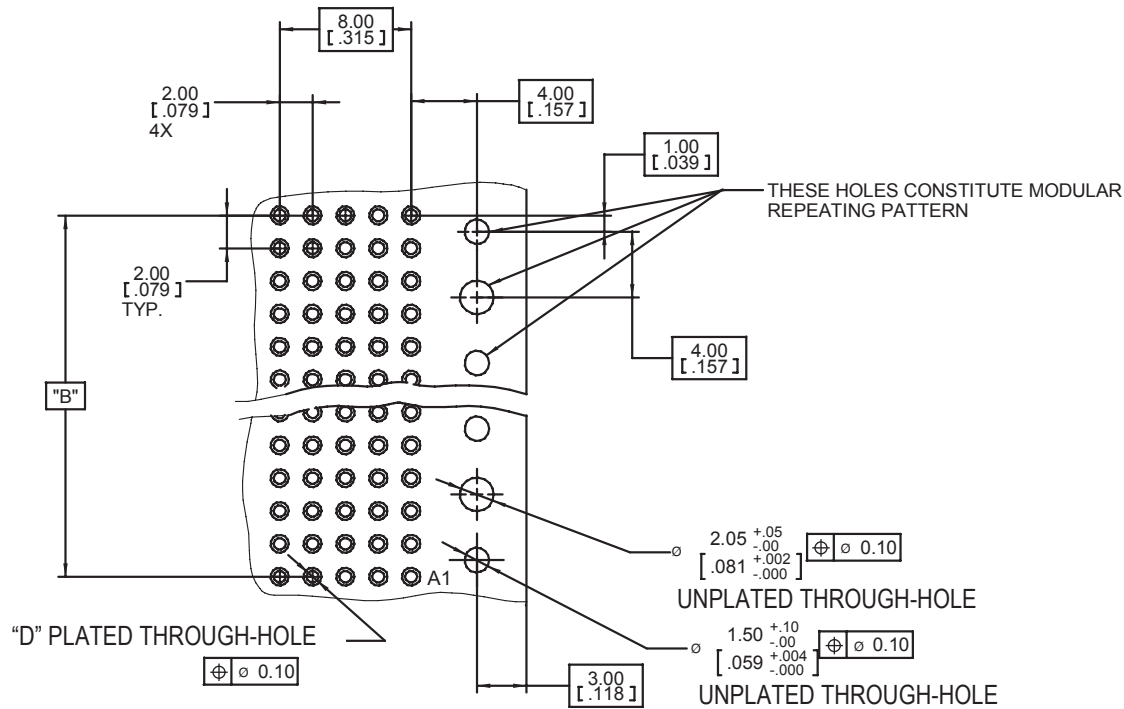 8.00
[.315]
2.00
[.079]
4X
4.00
[.157]
1.00
[.039]
THESE HOLES CONSTITUTE MODULAR
REPEATING PATTERN
2.00
[.079]
TYP.
4.00
[.157]
"B"
A1
ø 2.05 +.05 -.00
[.081 +.002 -.000]
⌖ ø 0.10
UNPLATED THROUGH-HOLE
"D" PLATED THROUGH-HOLE
⌖ ø 0.10
ø 1.50 +.10 -.00
[.059 +.004 -.000]
⌖ ø 0.10
UNPLATED THROUGH-HOLE
3.00
[.118]